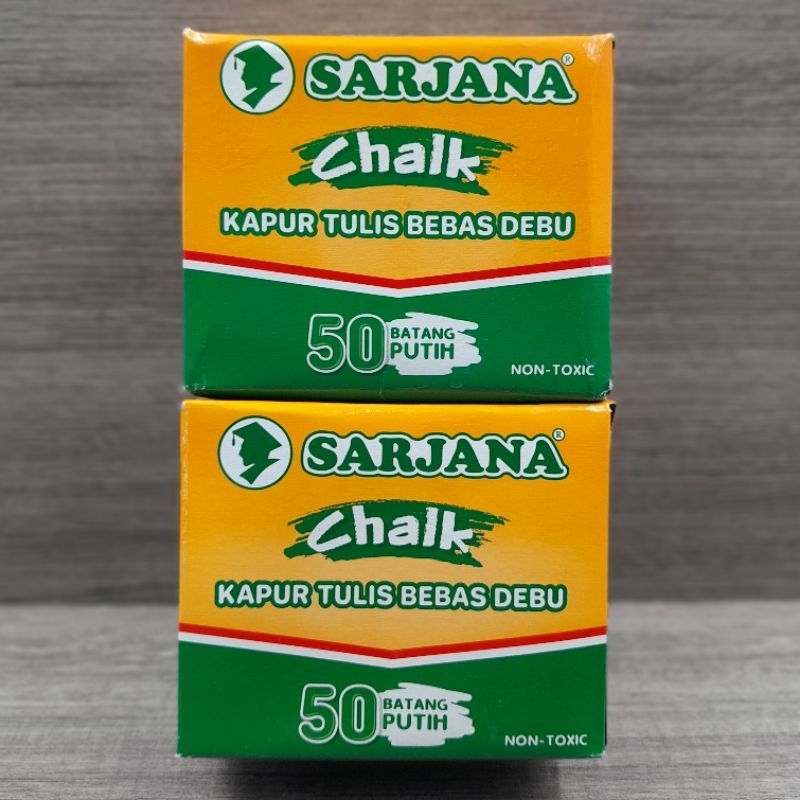 SARJANA®
Chalk
KAPUR TULIS BEBAS DEBU
50 BATANG
PUTIH
NON-TOXIC
SARJANA®
Chalk
KAPUR TULIS BEBAS DEBU
50 BATANG
PUTIH
NON-TOXIC